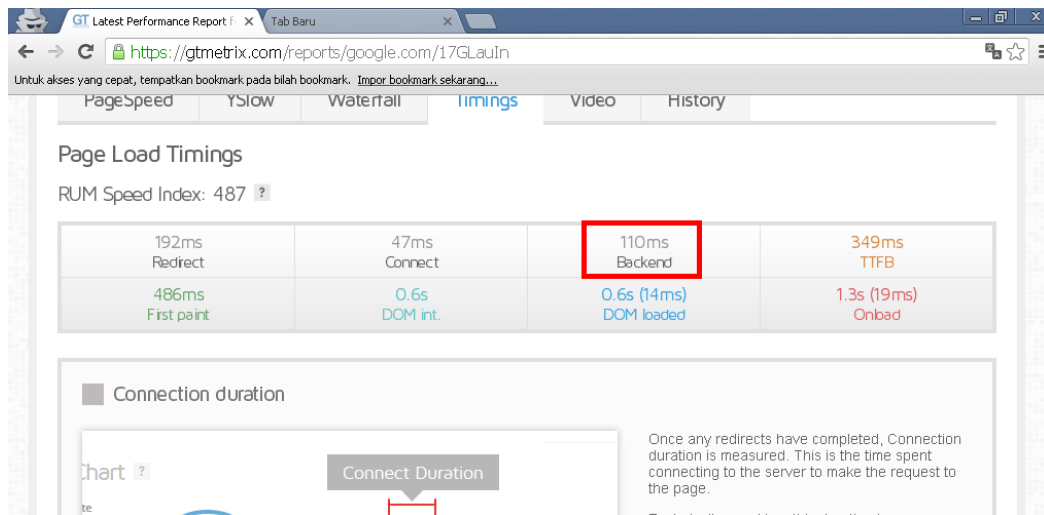 GT Latest Performance Report f
Tab Baru
https://gtmetrix.com/reports/google.com/17GLauIn
Untuk akses yang cepat, tempatkan bookmark pada bilah bookmark. Impor bookmark sekarang...
PageSpeed YSlow Waterfall Timings Video History
Page Load Timings
RUM Speed Index: 487 ?
192ms 47ms 110ms 349ms
Redirect Connect Backend TTFB
486ms 0.6s 0.6s (14ms) 1.3s (19ms)
First paint DOM int. DOM loaded Onload
Connection duration
Once any redirects have completed, Connection
duration is measured. This is the time spent
connecting to the server to make the request to
the page.
Chart ?
Connect Duration
te